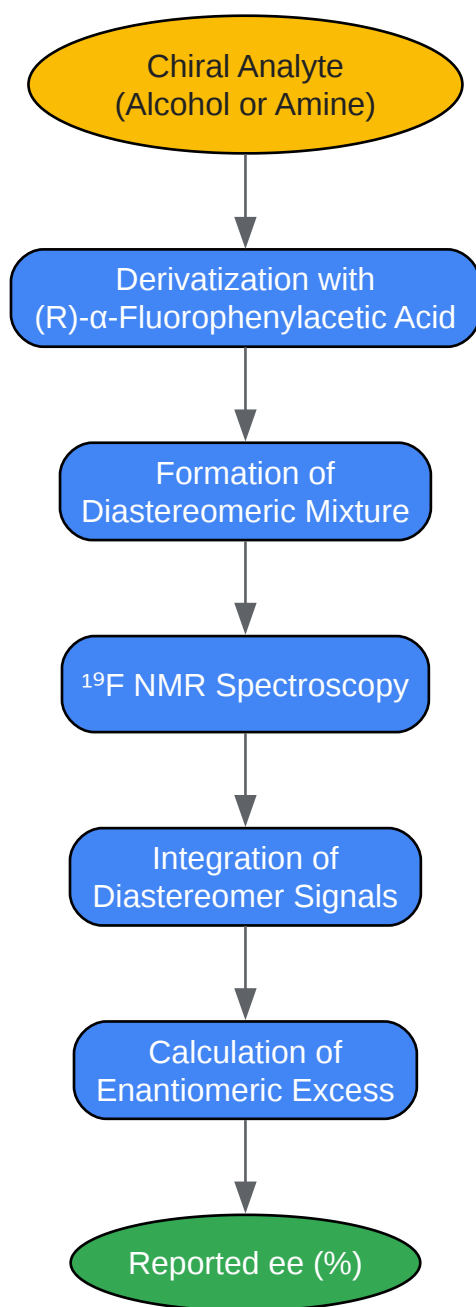 Chiral Analyte
(Alcohol or Amine)
Derivatization with
(R)-α-Fluorophenylacetic Acid
Formation of
Diastereomeric Mixture
¹⁹F NMR Spectroscopy
Integration of
Diastereomer Signals
Calculation of
Enantiomeric Excess
Reported ee (%)